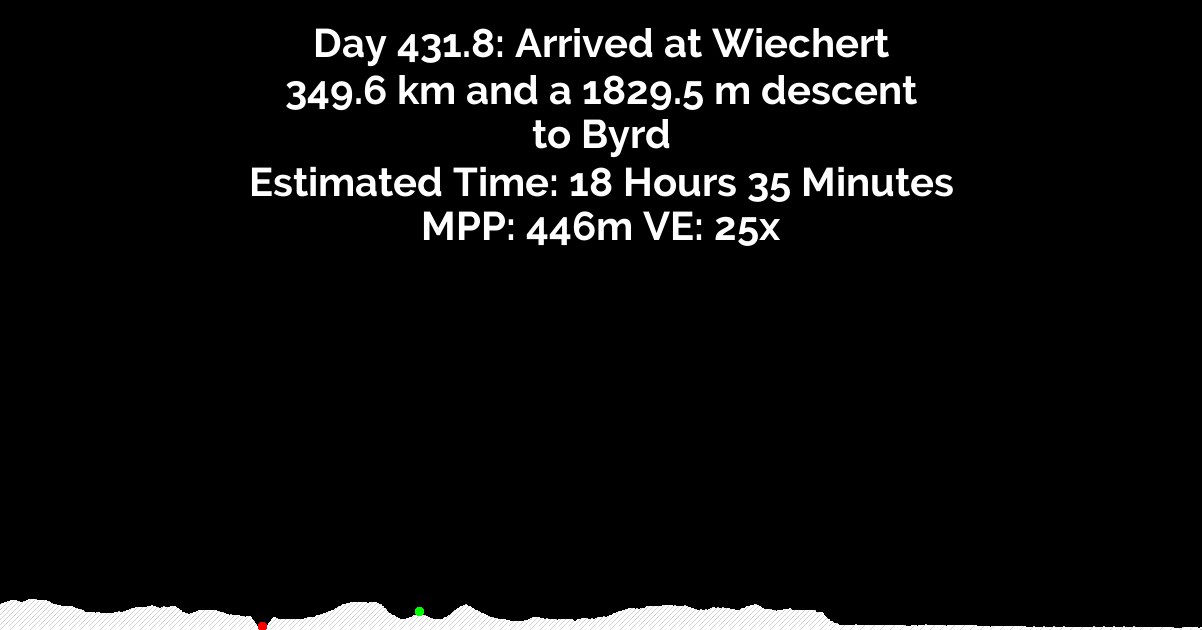 Day 431.8: Arrived at Wiechert
349.6 km and a 1829.5 m descent
to Byrd
Estimated Time: 18 Hours 35 Minutes
MPP: 446m VE: 25x